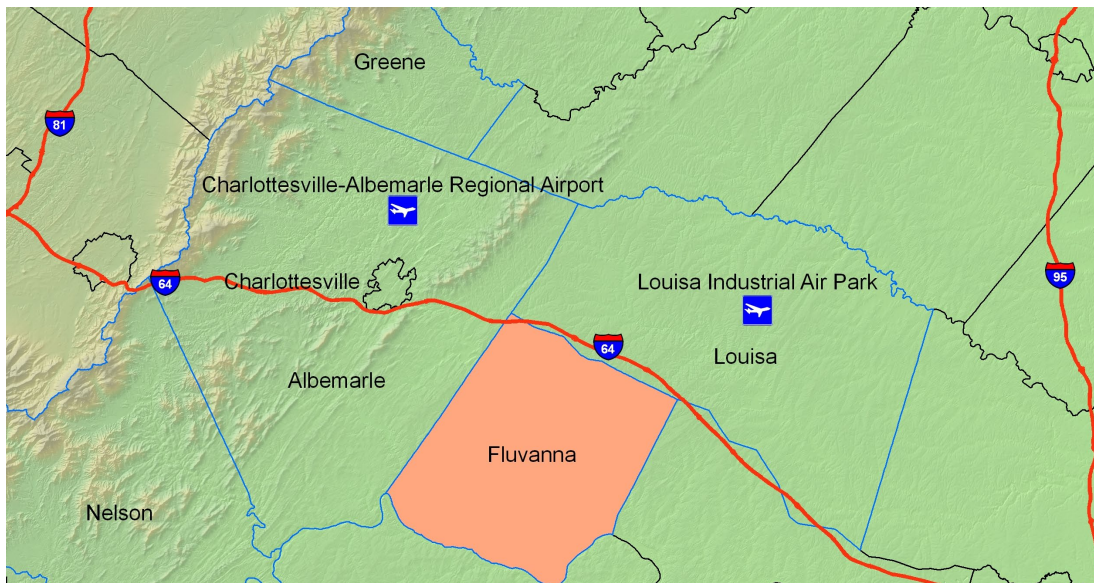 Greene
81
Charlottesville-Albemarle Regional Airport
64
Charlottesville
Louisa Industrial Air Park
95
64
Louisa
Albemarle
Fluvanna
Nelson